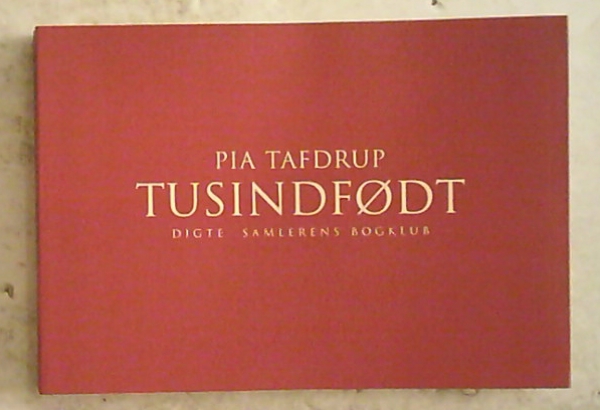 PIA TAFDRUP
TUSINDFØDT
DIGTE SAMLERENS BOGKLUB